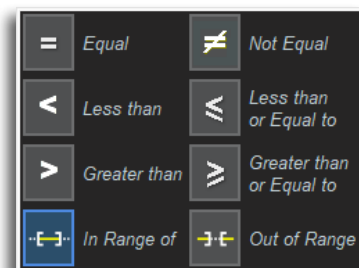 = Equal
≠ Not Equal
< Less than
≤ Less than
or Equal to
> Greater than
≥ Greater than
or Equal to
In Range of
Out of Range